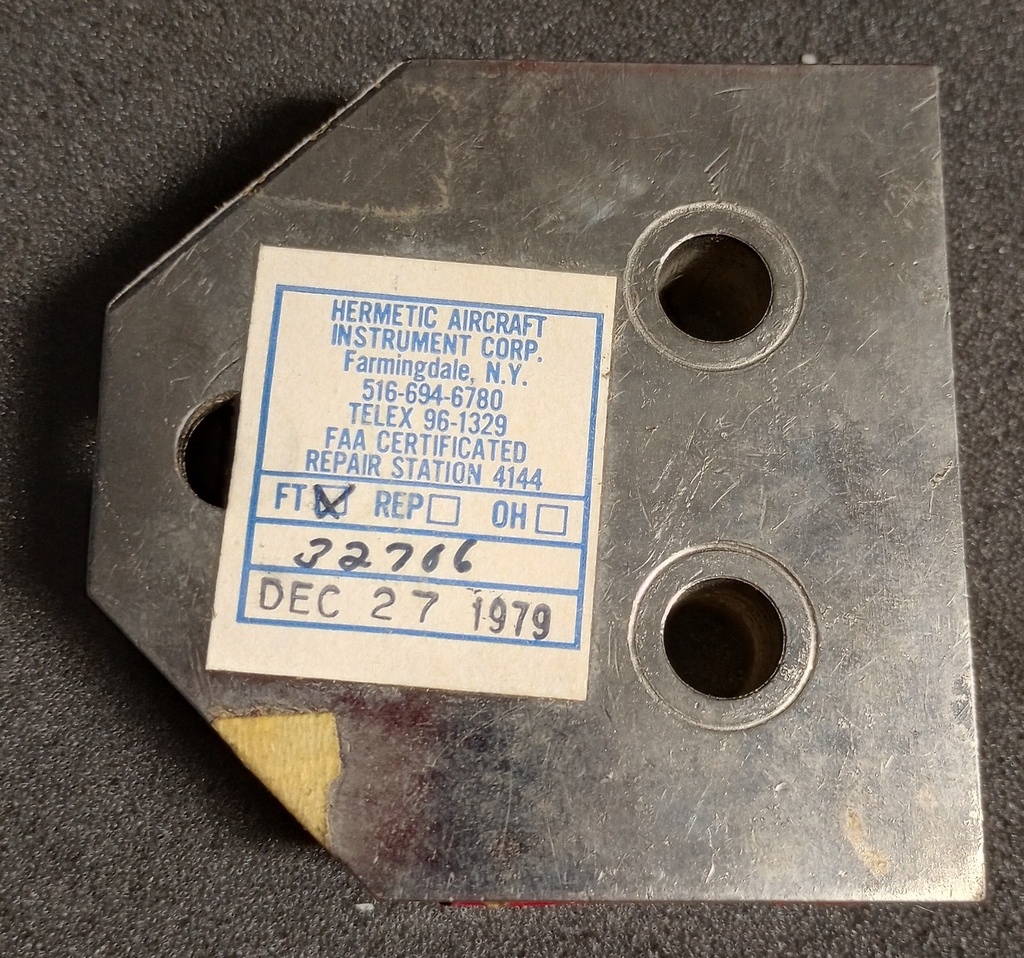 HERMETIC AIRCRAFT
INSTRUMENT CORP.
Farmingdale, N.Y.
516-694-6780
TELEX 96-1329
FAA CERTIFICATED
REPAIR STATION 4144
FT REP OH
32706
DEC 27 1979